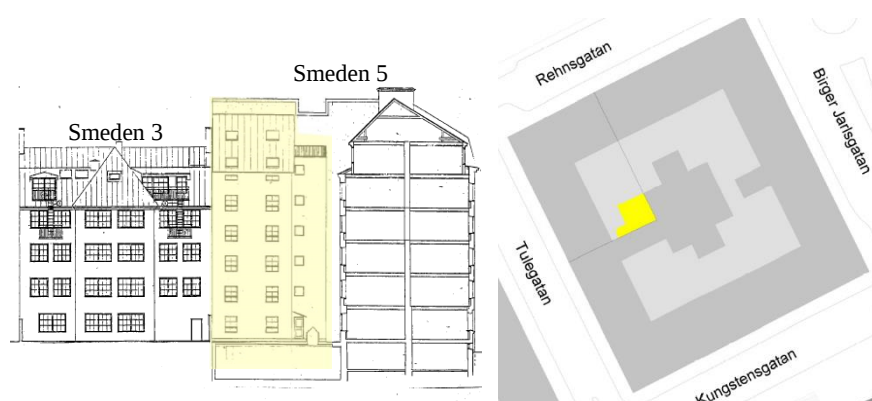 Smeden 5
Smeden 3
Rehnsgatan
Birger Jarlsgatan
Tulegatan
Kungstensgatan